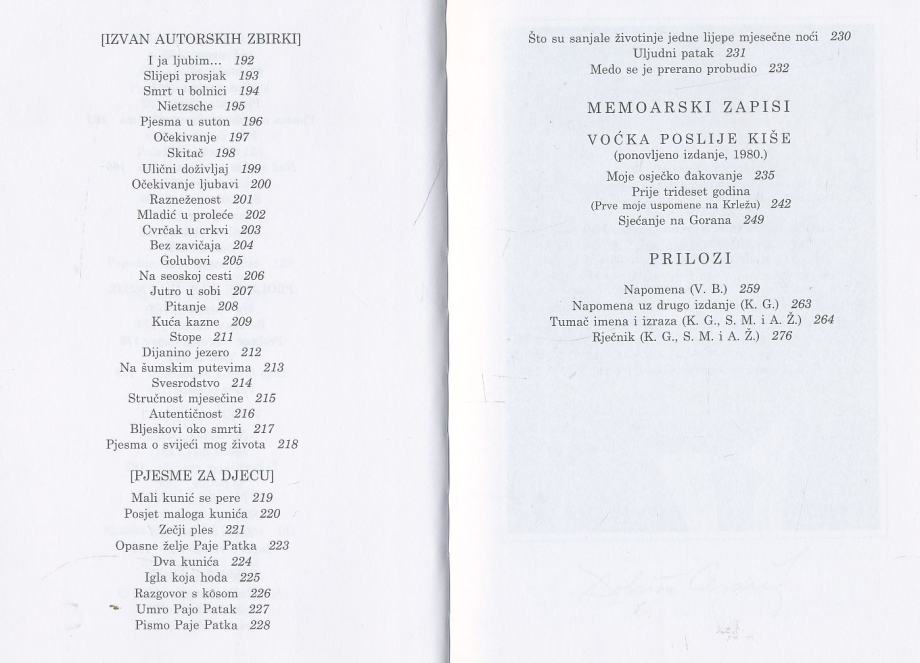 [IZVAN AUTORSKIH ZBIRKI]
I ja ljubim... 192
Slijepi prosjak 193
Smrt u bolnici 194
Nietzsche 195
Pjesma u suton 196
Očekivanje 197
Skitač 198
Ulični doživljaj 199
Očekivanje ljubavi 200
Razneženost 201
Mladić u proleće 202
Cvrčak u crkvi 203
Bez zavičaja 204
Golubovi 205
Na seoskoj cesti 206
Jutro u sobi 207
Pitanje 208
Kuća kazne 209
Stope 211
Dijanino jezero 212
Na šumskim putevima 213
Svesrodstvo 214
Stručnost mjesečine 215
Autentičnost 216
Bljeskovi oko smrti 217
Pjesma o svijeći mog života 218
[PJESME ZA DJECU]
Mali kunić se pere 219
Posjet maloga kunića 220
Zečji ples 221
Opasne želje Paje Patka 223
Dva kunića 224
Igla koja hoda 225
Razgovor s kōsom 226
Umro Pajo Patak 227
Pismo Paje Patka 228
Što su sanjale životinje jedne lijepe mjesečne noći 230
Uljudni patak 231
Medo se je prerano probudio 232
MEMOARSKI ZAPISI
VOĆKA POSLIJE KIŠE
(ponovljeno izdanje, 1980.)
Moje osječko đakovanje 235
Prije trideset godina
(Prve moje uspomene na Krležu) 242
Sjećanje na Gorana 249
PRILOZI
Napomena (V. B.) 259
Napomena uz drugo izdanje (K. G.) 263
Tumač imena i izraza (K. G., S. M. i A. Ž.) 264
Rječnik (K. G., S. M. i A. Ž.) 276